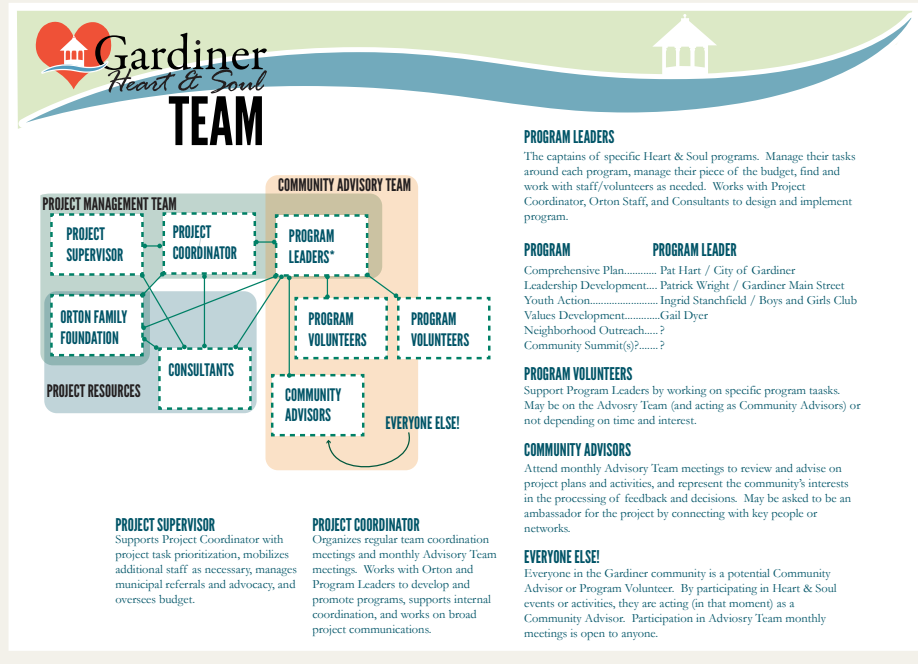 Gardiner
Heart & Soul
TEAM
COMMUNITY ADVISORY TEAM
PROJECT MANAGEMENT TEAM
PROJECT
SUPERVISOR
PROJECT
COORDINATOR
PROGRAM
LEADERS*
ORTON FAMILY
FOUNDATION
PROGRAM
VOLUNTEERS
PROGRAM
VOLUNTEERS
CONSULTANTS
PROJECT RESOURCES
COMMUNITY
ADVISORS
EVERYONE ELSE!
PROJECT SUPERVISOR
Supports Project Coordinator with
project task prioritization, mobilizes
additional staff as necessary, manages
municipal referrals and advocacy, and
oversees budget.
PROJECT COORDINATOR
Organizes regular team coordination
meetings and monthly Advisory Team
meetings.  Works with Orton and
Program Leaders to develop and
promote programs, supports internal
coordination, and works on broad
project communications.
PROGRAM LEADERS
The captains of specific Heart & Soul programs.  Manage their tasks
around each program, manage their piece of the budget, find and
work with staff/volunteers as needed.  Works with Project
Coordinator, Orton Staff, and Consultants to design and implement
program.
PROGRAM PROGRAM LEADER
Comprehensive Plan............ Pat Hart / City of Gardiner
Leadership Development.... Patrick Wright / Gardiner Main Street
Youth Action........................ Ingrid Stanchfield / Boys and Girls Club
Values Development............Gail Dyer
Neighborhood Outreach..... ?
Community Summit(s)?....... ?
PROGRAM VOLUNTEERS
Support Program Leaders by working on specific program taasks.
May be on the Advosry Team (and acting as Community Advisors) or
not depending on time and interest.
COMMUNITY ADVISORS
Attend monthly Advisory Team meetings to review and advise on
project plans and activities, and represent the community's interests
in the processing of feedback and decisions.  May be asked to be an
ambassador for the project by connecting with key people or
networks.
EVERYONE ELSE!
Everyone in the Gardiner community is a potential Community
Advisor or Program Volunteer.  By participating in Heart & Soul
events or activities, they are acting (in that moment) as a
Community Advisor.  Participation in Adviosry Team monthly
meetings is open to anyone.